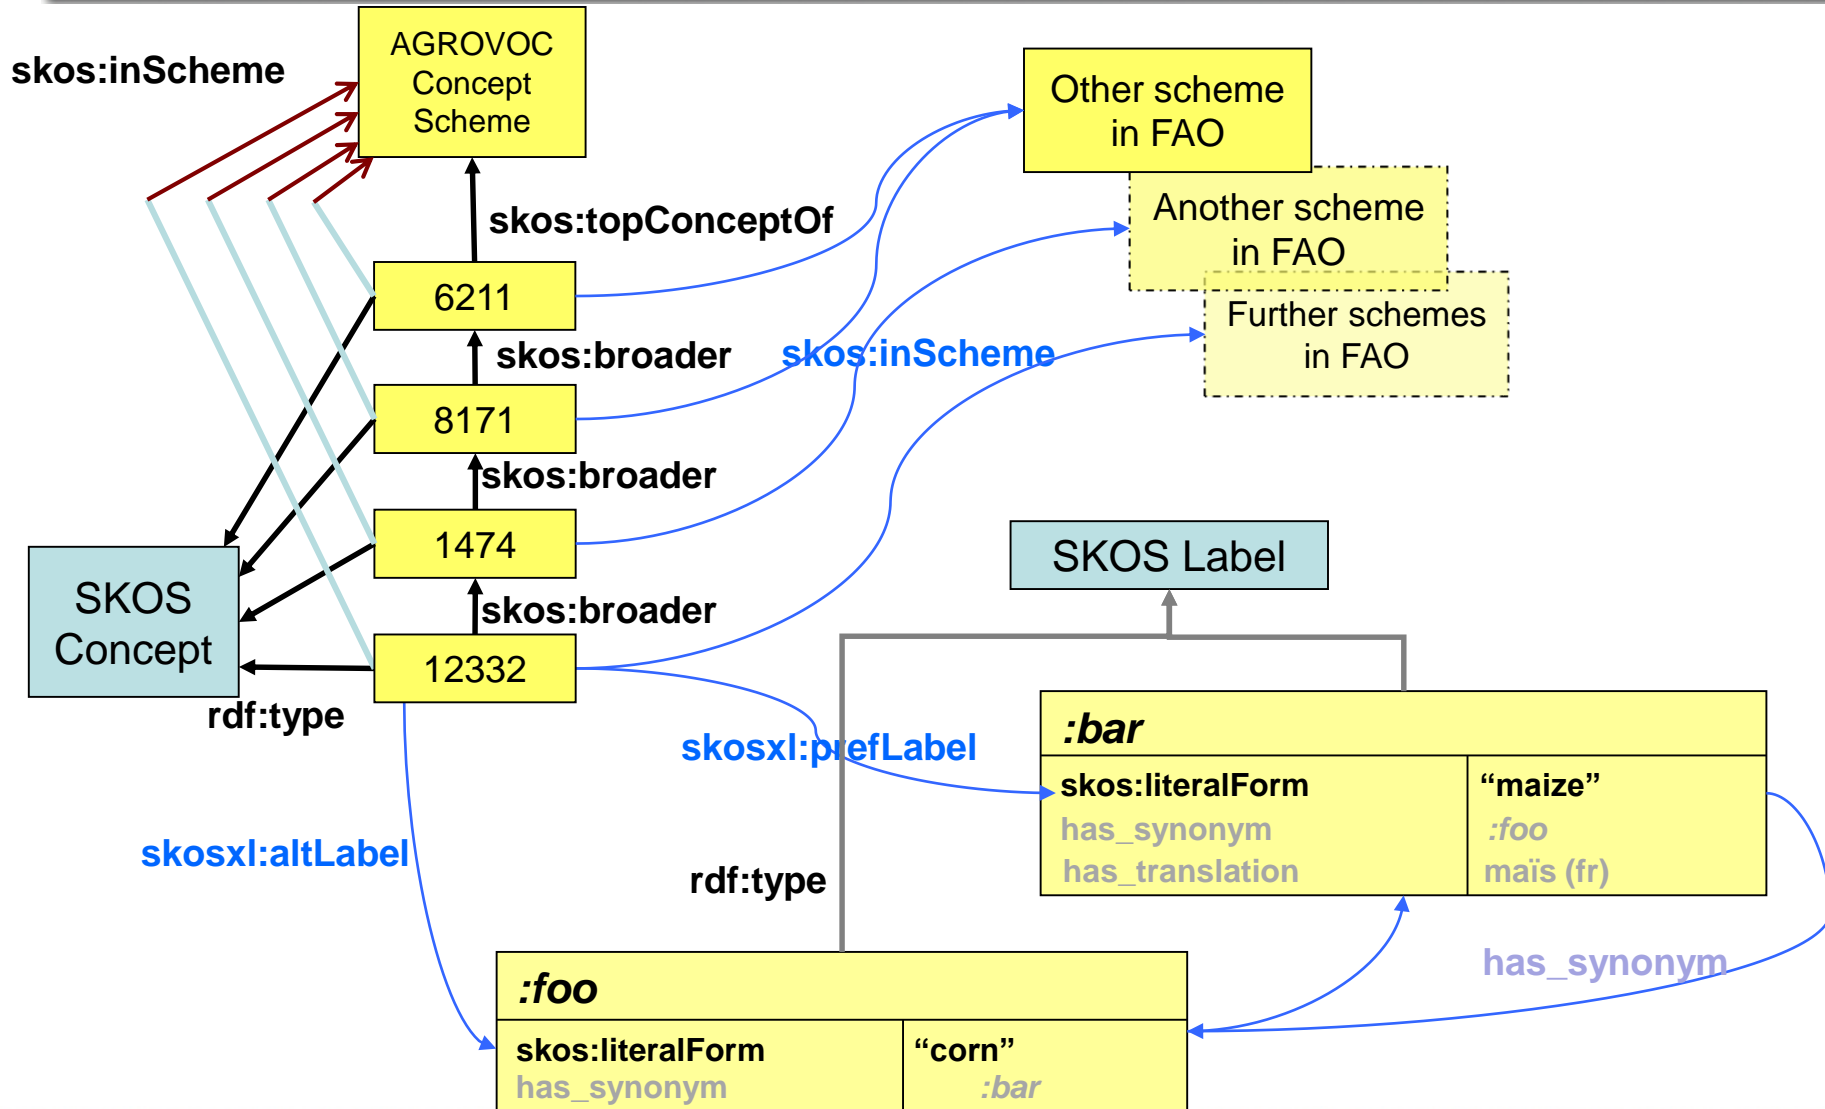 skos:inScheme
AGROVOC
Concept
Scheme
Other scheme
in FAO
Another scheme
in FAO
Further schemes
in FAO
skos:topConceptOf
6211
skos:broader
skos:inScheme
8171
skos:broader
1474
skos:broader
12332
SKOS
Concept
rdf:type
SKOS Label
skosxl:prefLabel
skosxl:altLabel
rdf:type
:bar
skos:literalForm “maize”
has_synonym :foo
has_translation maïs (fr)
has_synonym
:foo
skos:literalForm “corn”
has_synonym :bar